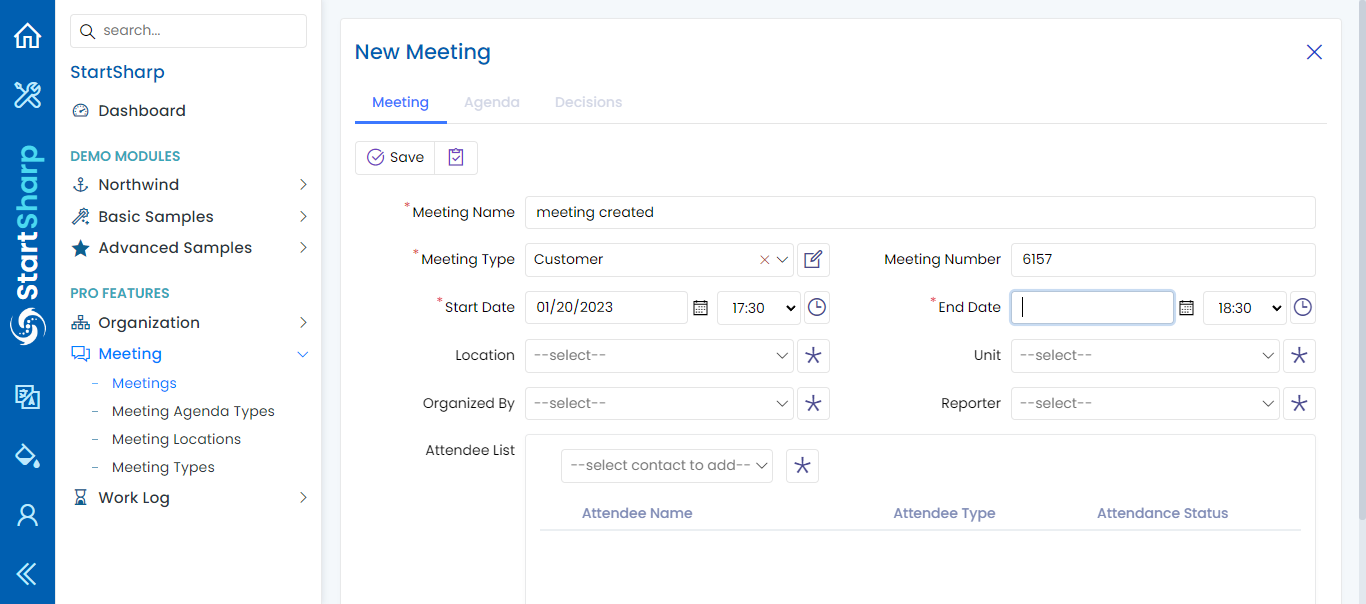 search...
StartSharp
StartSharp
Dashboard
DEMO MODULES
Northwind
Basic Samples
Advanced Samples
PRO FEATURES
Organization
Meeting
Meetings
Meeting Agenda Types
Meeting Locations
Meeting Types
Work Log
New Meeting
Meeting Agenda Decisions
Save
*Meeting Name meeting created
*Meeting Type Customer Meeting Number 6157
*Start Date 01/20/2023 17:30 *End Date 18:30
Location --select-- Unit --select--
Organized By --select-- Reporter --select--
Attendee List
--select contact to add--
Attendee Name Attendee Type Attendance Status